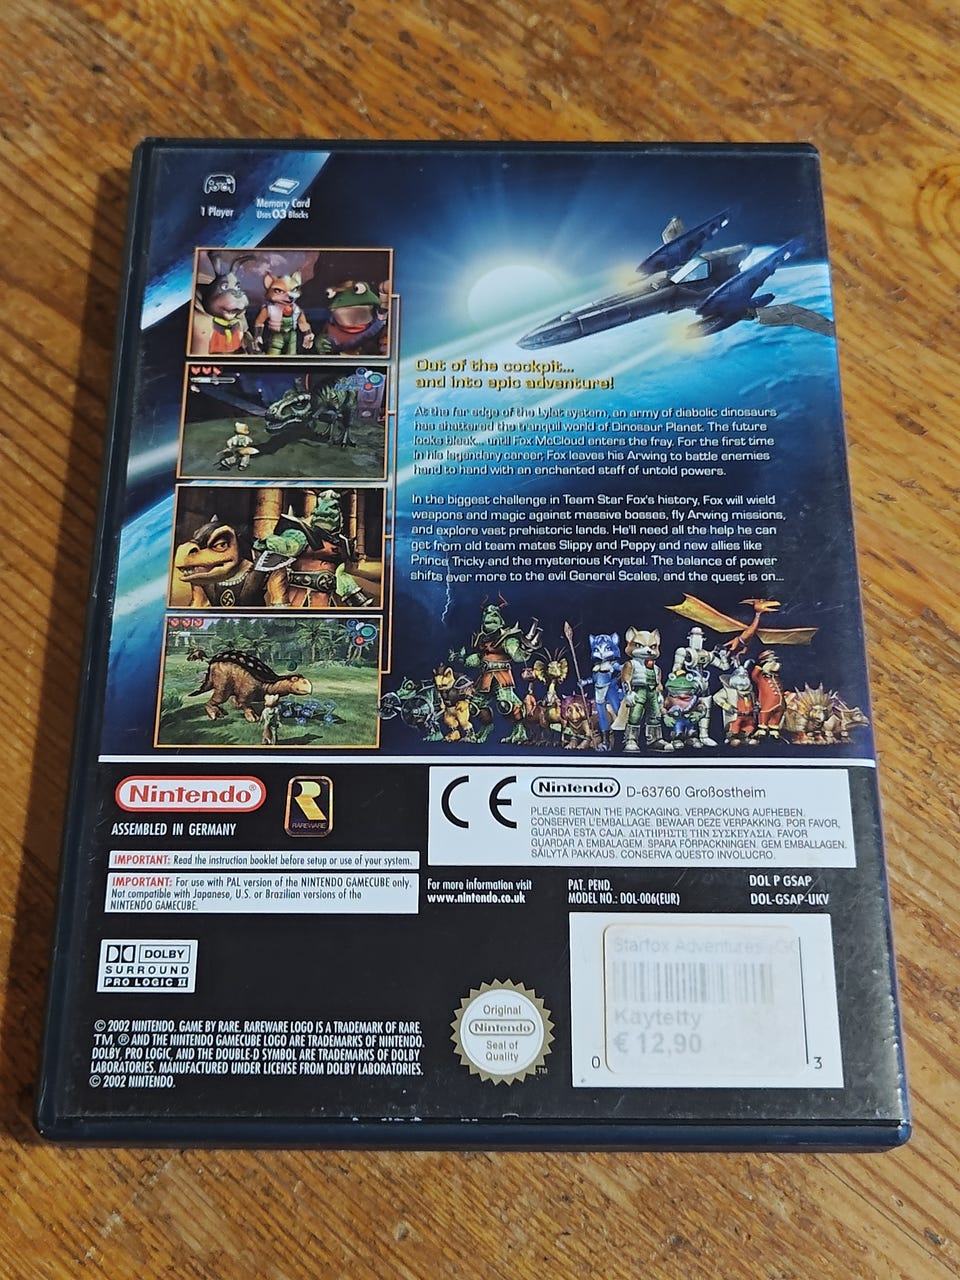 1 Player
Memory Card
Uses 03 Blocks
Out of the cockpit...
and into epic adventure!
At the far edge of the Lylat system, an army of diabolic dinosaurs
has shattered the tranquil world of Dinosaur Planet. The future
looks bleak... until Fox McCloud enters the fray. For the first time
in his legendary career, Fox leaves his Arwing to battle enemies
hand to hand with an enchanted staff of untold powers.
In the biggest challenge in Team Star Fox's history, Fox will wield
weapons and magic against massive bosses, fly Arwing missions,
and explore vast prehistoric lands. He'll need all the help he can
get from old team mates Slippy and Peppy and new allies like
Prince Tricky and the mysterious Krystal. The balance of power
shifts ever more to the evil General Scales, and the quest is on...
Nintendo®
R
RAREWARE
ASSEMBLED IN GERMANY
IMPORTANT: Read the instruction booklet before setup or use of your system.
IMPORTANT: For use with PAL version of the NINTENDO GAMECUBE only.
Not compatible with Japanese, U.S. or Brazilian versions of the
NINTENDO GAMECUBE.
CE Nintendo® D-63760 Großostheim
PLEASE RETAIN THE PACKAGING. VERPACKUNG AUFHEBEN.
CONSERVER L'EMBALLAGE. BEWAAR DEZE VERPAKKING. POR FAVOR,
GUARDA ESTA CAJA. ΔΙΑΤΗΡΗΣΤΕ ΤΗΝ ΣΥΣΚΕΥΑΣΙΑ. FAVOR
GUARDAR A EMBALAGEM. SPARA FÖRPACKNINGEN. GEM EMBALLAGEN.
SÄILYTÄ PAKKAUS. CONSERVA QUESTO INVOLUCRO.
For more information visit
www.nintendo.co.uk
PAT. PEND.
MODEL NO.: DOL-006(EUR)
DOL P GSAP
DOL-GSAP-UKV
DOLBY
SURROUND
PRO LOGIC II
© 2002 NINTENDO. GAME BY RARE. RAREWARE LOGO IS A TRADEMARK OF RARE.
TM, ® AND THE NINTENDO GAMECUBE LOGO ARE TRADEMARKS OF NINTENDO.
DOLBY, PRO LOGIC, AND THE DOUBLE-D SYMBOL ARE TRADEMARKS OF DOLBY
LABORATORIES. MANUFACTURED UNDER LICENSE FROM DOLBY LABORATORIES.
© 2002 NINTENDO.
Original
Nintendo
Seal of
Quality
TM
Starfox Adventures (GC
Käytetty
€ 12,90
0 3